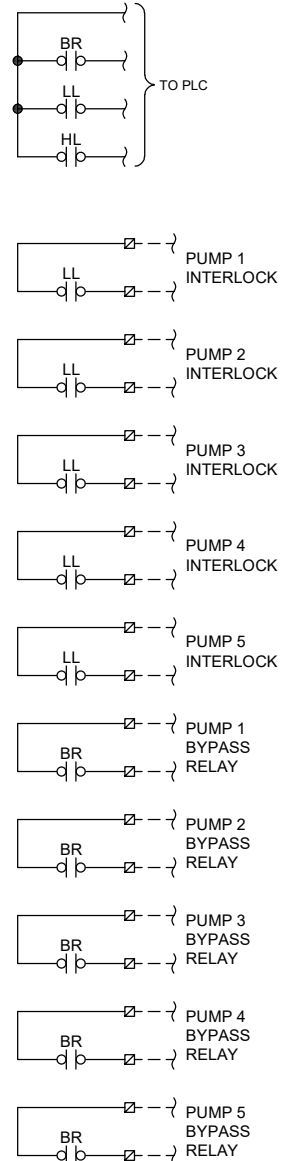 BR
LL
TO PLC
HL
PUMP 1
INTERLOCK
LL
PUMP 2
INTERLOCK
LL
PUMP 3
INTERLOCK
LL
PUMP 4
INTERLOCK
LL
PUMP 5
INTERLOCK
LL
PUMP 1
BYPASS
RELAY
BR
PUMP 2
BYPASS
RELAY
BR
PUMP 3
BYPASS
RELAY
BR
PUMP 4
BYPASS
RELAY
BR
PUMP 5
BYPASS
RELAY
BR